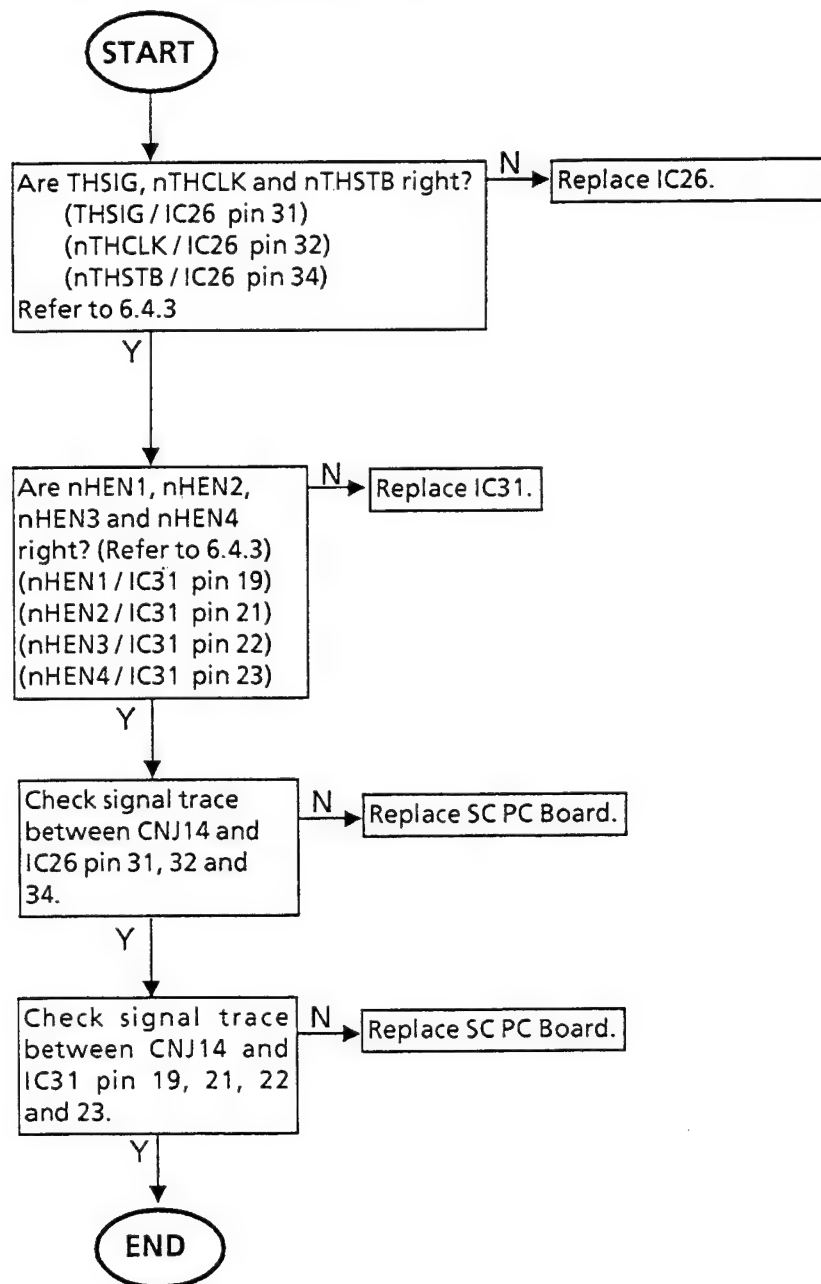 START
Are THSIG, nTHCLK and nTHSTB right?
(THSIG / IC26 pin 31)
(nTHCLK / IC26 pin 32)
(nTHSTB / IC26 pin 34)
Refer to 6.4.3
N
Replace IC26.
Y
Are nHEN1, nHEN2,
nHEN3 and nHEN4
right? (Refer to 6.4.3)
(nHEN1 / IC31 pin 19)
(nHEN2 / IC31 pin 21)
(nHEN3 / IC31 pin 22)
(nHEN4 / IC31 pin 23)
N
Replace IC31.
Y
Check signal trace
between CNJ14 and
IC26 pin 31, 32 and
34.
N
Replace SC PC Board.
Y
Check signal trace
between CNJ14 and
IC31 pin 19, 21, 22
and 23.
N
Replace SC PC Board.
Y
END